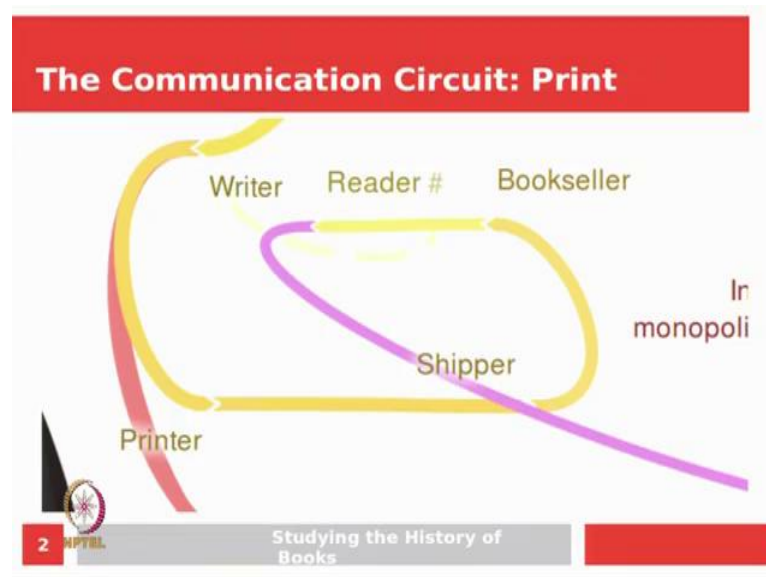 The Communication Circuit: Print
Writer Reader # Bookseller
In
monopoli
Shipper
Printer
2 NPTEL Studying the History of
Books